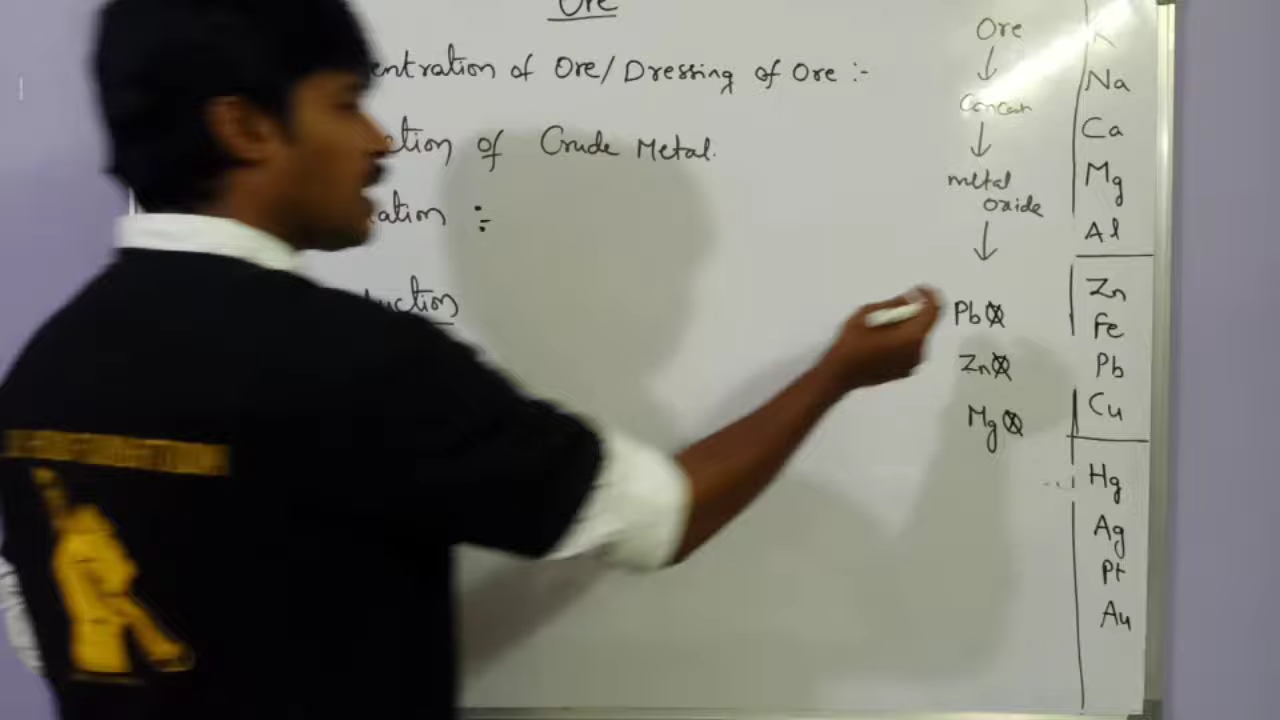 Ore
entration of Ore/Dressing of Ore :-
ction of Crude Metal.
ation :-
uction
Ore
↓
↓
metal
oxide
↓
PbO
ZnO
MgO
K
Na
Ca
Mg
Al
Zn
Fe
Pb
Cu
Hg
Ag
Pt
Au